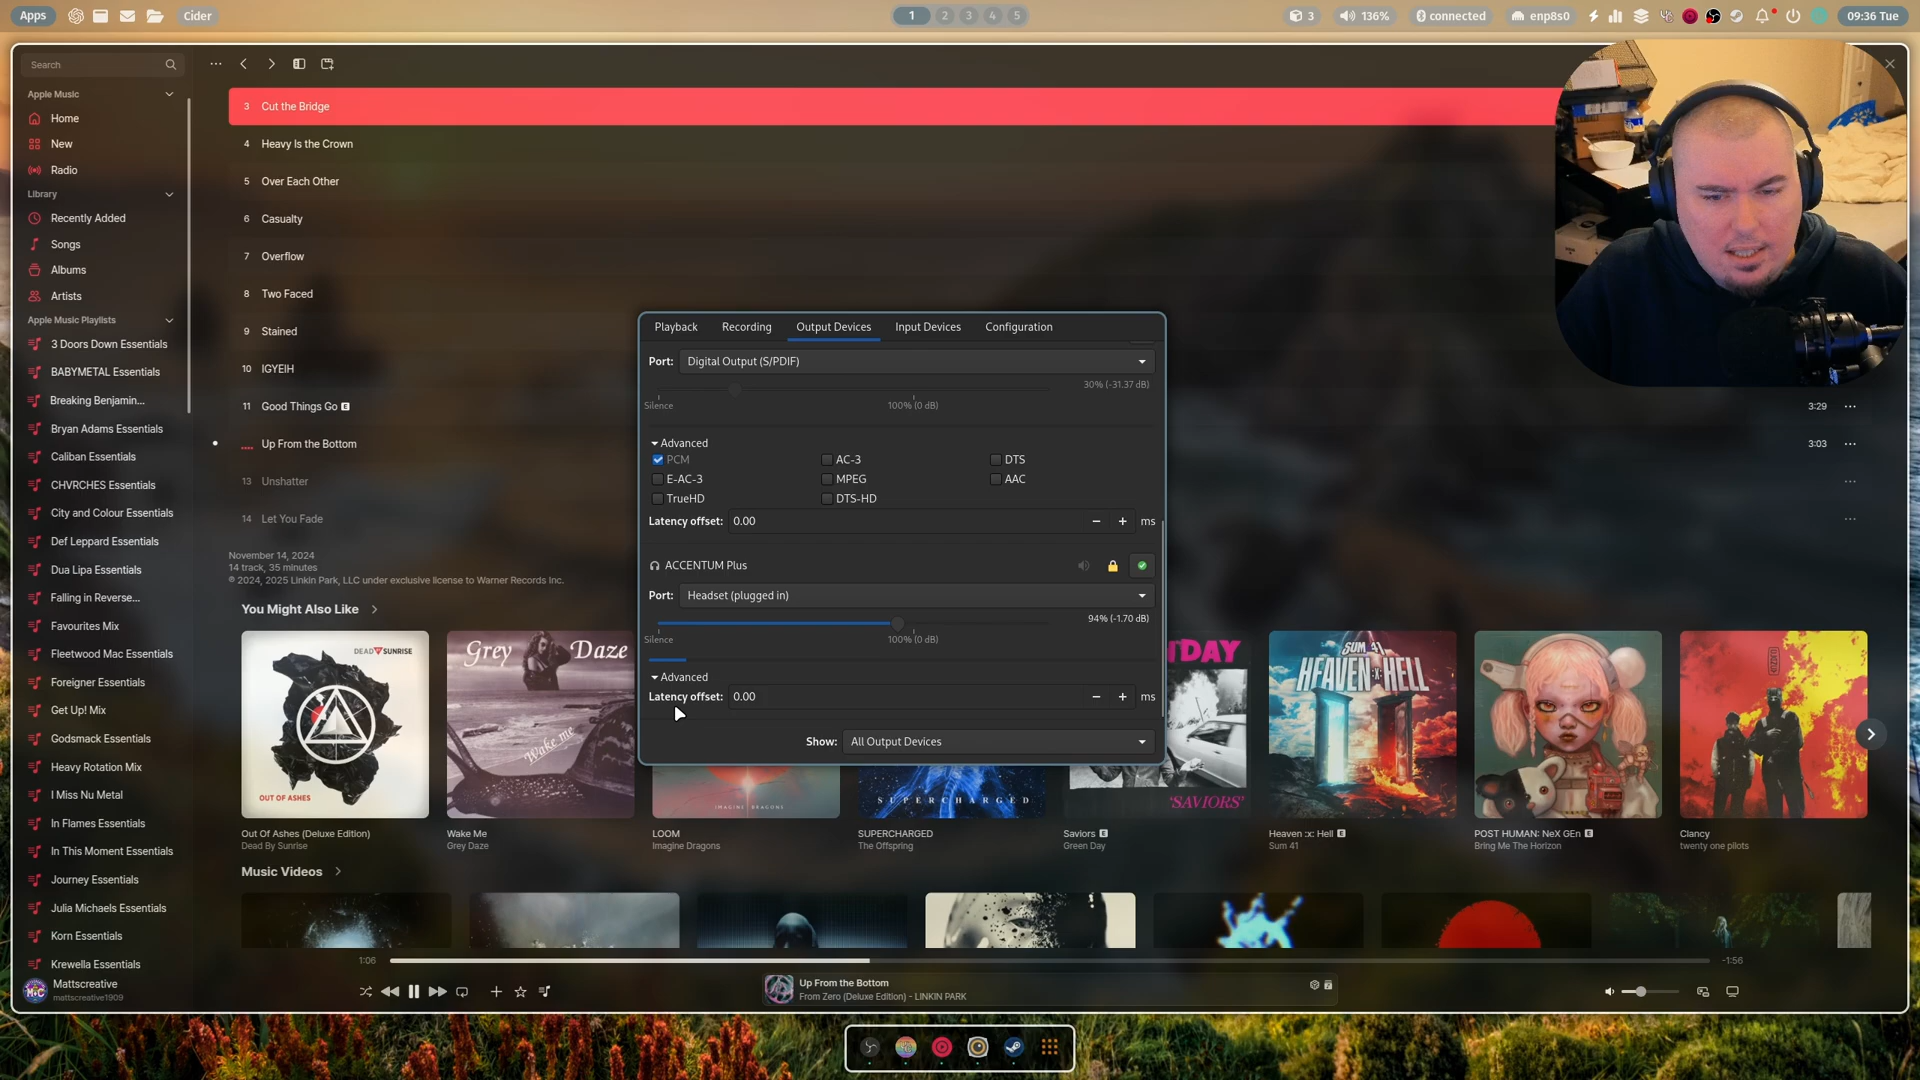 Apps
Cider
1 2 3 4 5
3
136%
connected
enp8s0
09:36 Tue
Search
Apple Music
Home
New
Radio
Library
Recently Added
Songs
Albums
Artists
Apple Music Playlists
3 Doors Down Essentials
BABYMETAL Essentials
Breaking Benjamin...
Bryan Adams Essentials
Caliban Essentials
CHVRCHES Essentials
City and Colour Essentials
Def Leppard Essentials
Dua Lipa Essentials
Falling in Reverse...
Favourites Mix
Fleetwood Mac Essentials
Foreigner Essentials
Get Up! Mix
Godsmack Essentials
Heavy Rotation Mix
I Miss Nu Metal
In Flames Essentials
In This Moment Essentials
Journey Essentials
Julia Michaels Essentials
Korn Essentials
Krewella Essentials
Mattscreative
mattscreative1909
3 Cut the Bridge
4 Heavy Is the Crown
5 Over Each Other
6 Casualty
7 Overflow
8 Two Faced
9 Stained
10 IGYEIH
11 Good Things Go E 3:29
Up From the Bottom 3:03
13 Unshatter
14 Let You Fade
November 14, 2024
14 track, 35 minutes
℗ 2024, 2025 Linkin Park, LLC under exclusive license to Warner Records Inc.
Playback Recording Output Devices Input Devices Configuration
Port: Digital Output (S/PDIF)
30% (-31.37 dB)
Silence 100% (0 dB)
Advanced
PCM AC-3 DTS
E-AC-3 MPEG AAC
TrueHD DTS-HD
Latency offset: 0.00 ms
ACCENTUM Plus
Port: Headset (plugged in)
94% (-1.70 dB)
Silence 100% (0 dB)
Advanced
Latency offset: 0.00 ms
Show: All Output Devices
You Might Also Like
DEAD SUNRISE
OUT OF ASHES
Grey Daze
Wake me
IMAGINE DRAGONS
SUPERCHARGED
'SAVIORS'
SUM 41
HEAVEN :X: HELL
Out Of Ashes (Deluxe Edition)
Dead By Sunrise
Wake Me
Grey Daze
LOOM
Imagine Dragons
SUPERCHARGED
The Offspring
Saviors E
Green Day
Heaven :x: Hell E
Sum 41
POST HUMAN: NeX GEn E
Bring Me The Horizon
Clancy
twenty one pilots
Music Videos
1:06
-1:56
Up From the Bottom
From Zero (Deluxe Edition) - LINKIN PARK